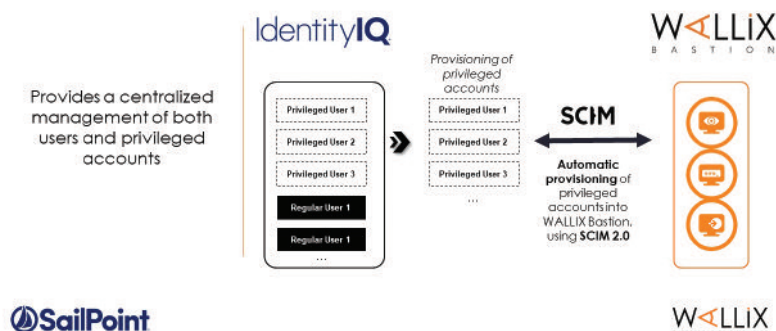 IdentityIQ
WALLIX
BASTION
Provides a centralized
management of both
users and privileged
accounts
Privileged User 1
Privileged User 2
Privileged User 3
Regular User 1
Regular User 1
...
Provisioning of
privileged
accounts
Privileged User 1
Privileged User 2
Privileged User 3
...
SCIM
Automatic
provisioning of
privileged
accounts into
WALLIX Bastion,
using SCIM 2.0
SailPoint
WALLIX